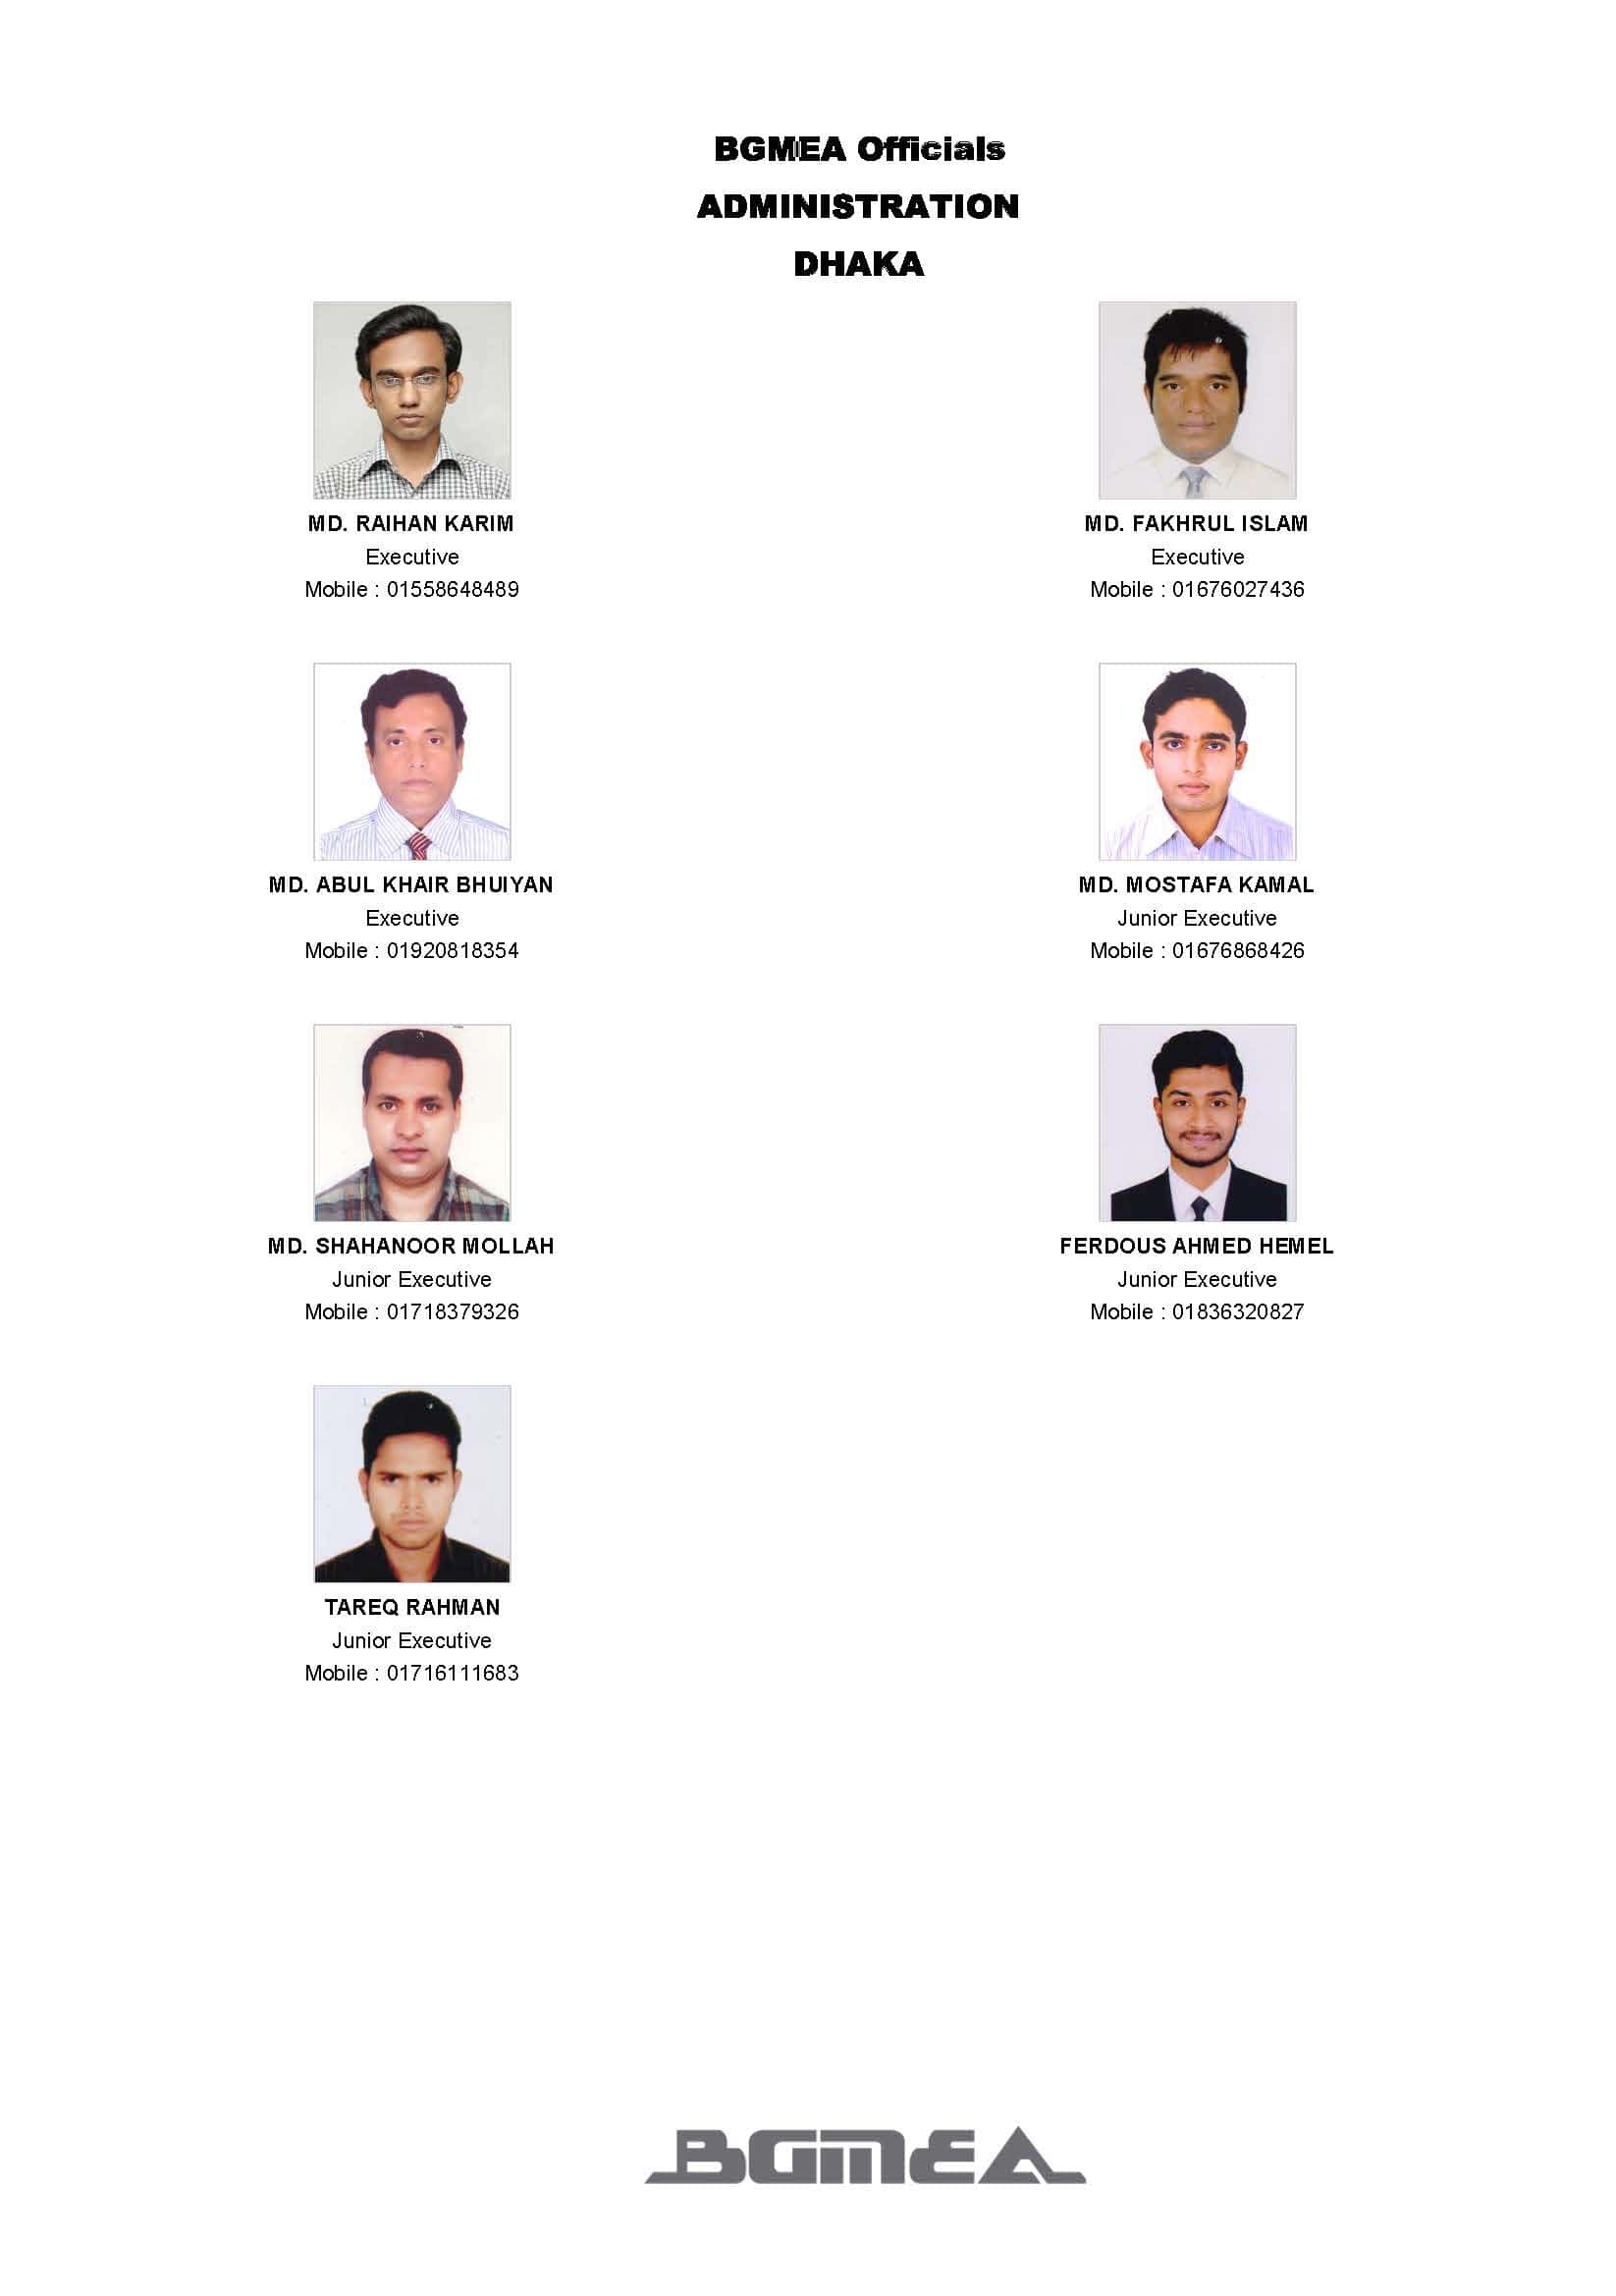 BGMEA Officials
ADMINISTRATION
DHAKA
MD. RAIHAN KARIM
Executive
Mobile : 01558648489
MD. FAKHRUL ISLAM
Executive
Mobile : 01676027436
MD. ABUL KHAIR BHUIYAN
Executive
Mobile : 01920818354
MD. MOSTAFA KAMAL
Junior Executive
Mobile : 01676868426
MD. SHAHANOOR MOLLAH
Junior Executive
Mobile : 01718379326
FERDOUS AHMED HEMEL
Junior Executive
Mobile : 01836320827
TAREQ RAHMAN
Junior Executive
Mobile : 01716111683
BGMEA